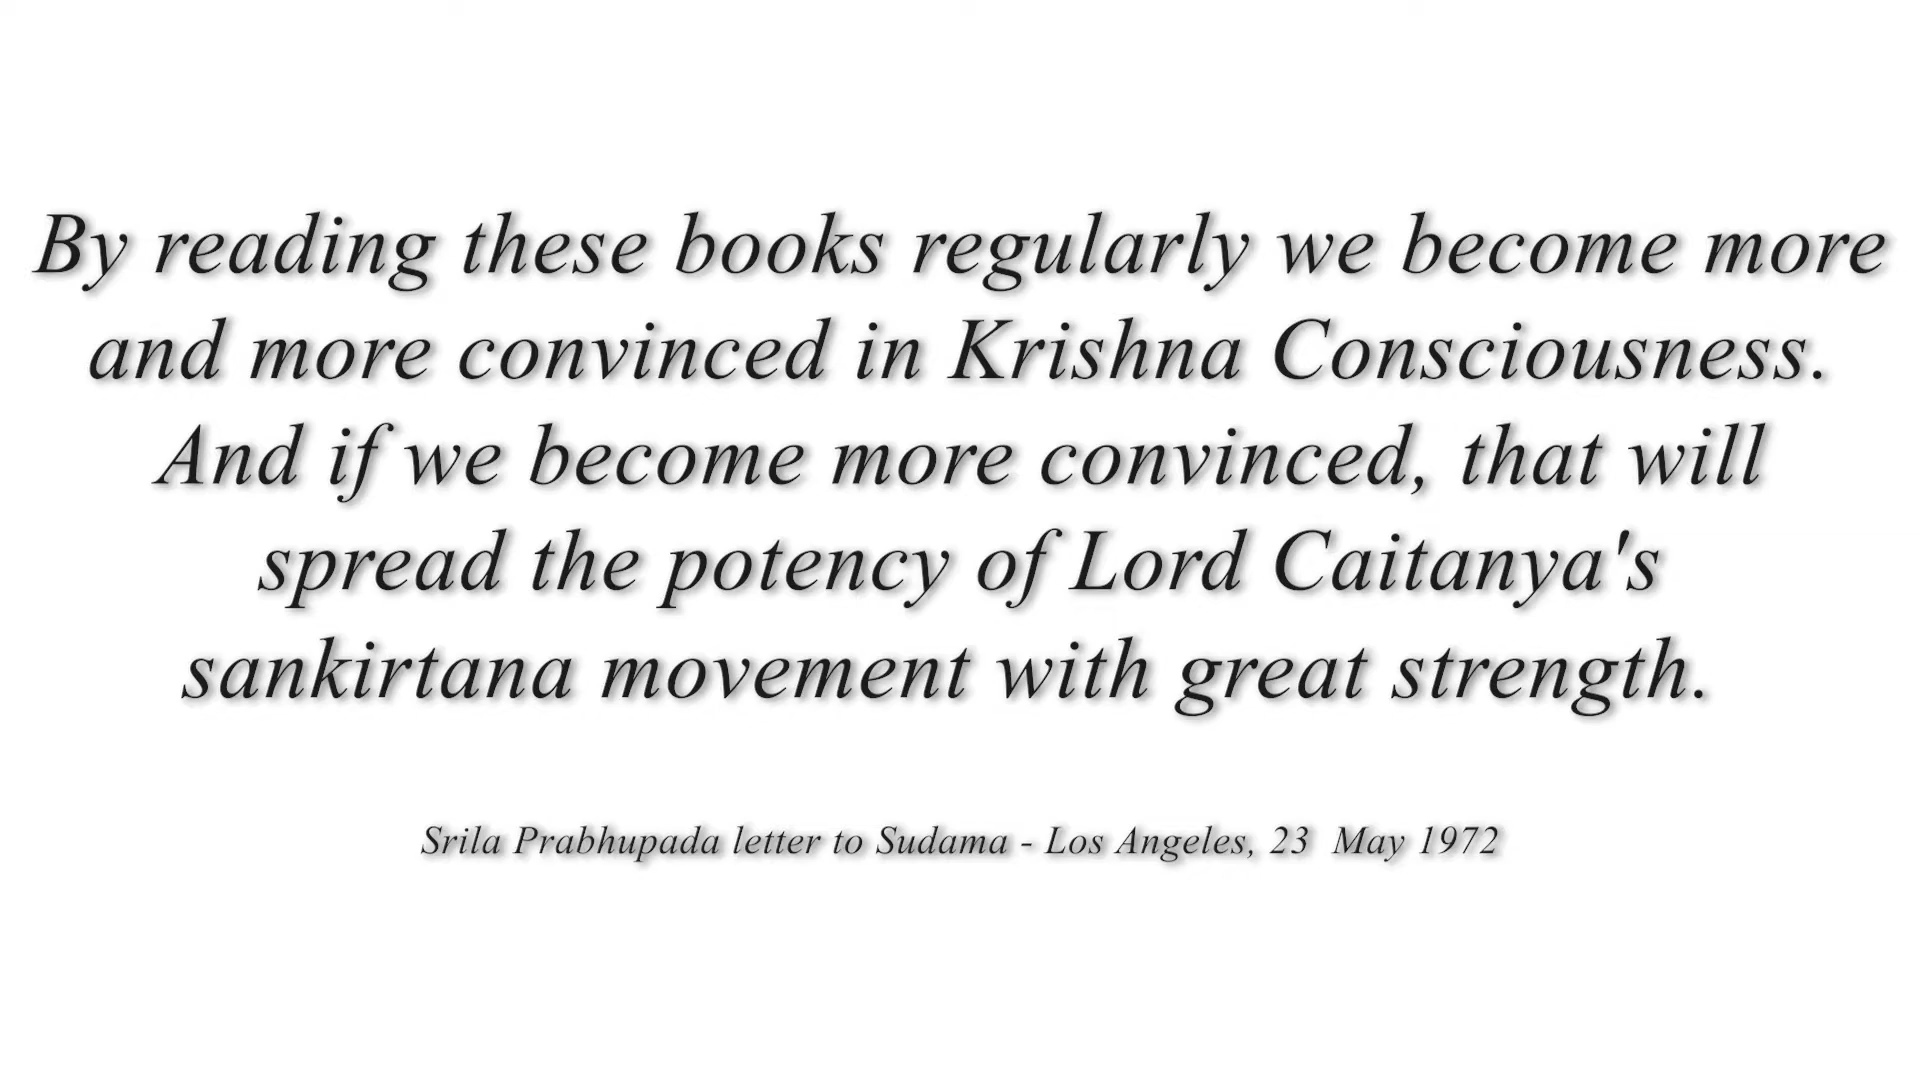 By reading these books regularly we become more
and more convinced in Krishna Consciousness.
And if we become more convinced, that will
spread the potency of Lord Caitanya's
sankirtana movement with great strength.
Srila Prabhupada letter to Sudama - Los Angeles, 23  May 1972